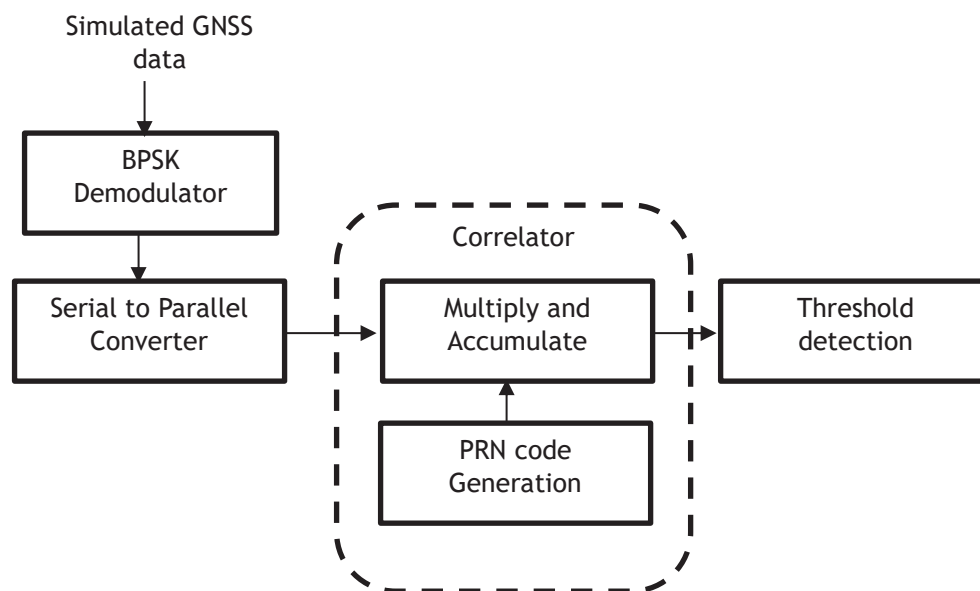 Simulated GNSS
data
BPSK
Demodulator
Serial to Parallel
Converter
Correlator
Multiply and
Accumulate
PRN code
Generation
Threshold
detection